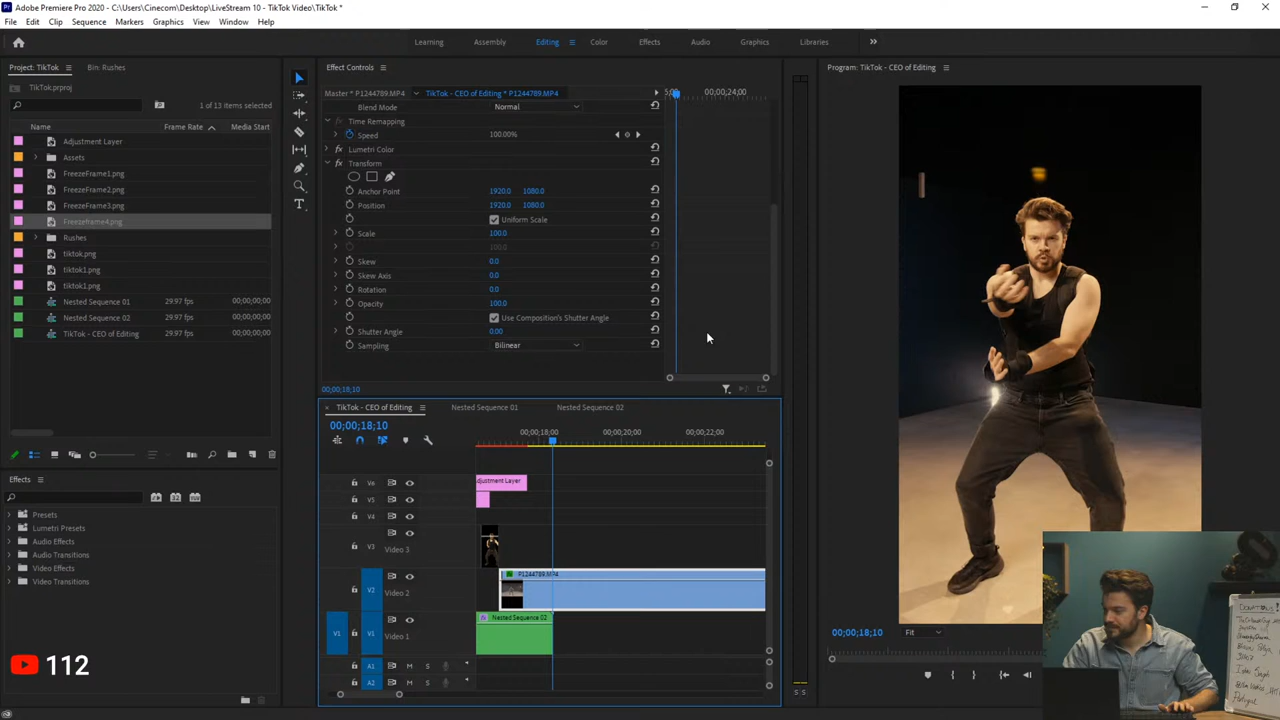 Adobe Premiere Pro 2020 - C:\Users\Cinecom\Desktop\LiveStream 10 - TikTok Video\TikTok *
File Edit Clip Sequence Markers Graphics View Window Help
Learning Assembly Editing Color Effects Audio Graphics Libraries
Project: TikTok Bin: Rushes
TikTok.prproj
1 of 13 items selected
Name Frame Rate Media Start
Adjustment Layer
Assets
FreezeFrame1.png
FreezeFrame2.png
FreezeFrame3.png
Freezeframe4.png
Rushes
tiktok.png
tiktok1.png
tiktok1.png
Nested Sequence 01 29.97 fps 00;00;00;00
Nested Sequence 02 29.97 fps 00;00;00;00
TikTok - CEO of Editing 29.97 fps 00;00;00;00
Effects
Presets
Lumetri Presets
Audio Effects
Audio Transitions
Video Effects
Video Transitions
112
Effect Controls
Master * P1244789.MP4 TikTok - CEO of Editing * P1244789.MP4
5;00 00;00;24;00
Blend Mode Normal
fx Time Remapping
Speed 100.00%
fx Lumetri Color
fx Transform
Anchor Point 1920.0 1080.0
Position 1920.0 1080.0
Uniform Scale
Scale 100.0
100.0
Skew 0.0
Skew Axis 0.0
Rotation 0.0
Opacity 100.0
Use Composition's Shutter Angle
Shutter Angle 0.00
Sampling Bilinear
00;00;18;10
TikTok - CEO of Editing Nested Sequence 01 Nested Sequence 02
00;00;18;10
00;00;18;00 00;00;20;00 00;00;22;00
V6 djustment Layer
V5
V4
V3 Video 3
P1244789.MP4
V2 Video 2
fx Nested Sequence 02
V1 V1 Video 1
A1 M S
A2 M S
S S
Program: TikTok - CEO of Editing
00;00;18;10 Fit